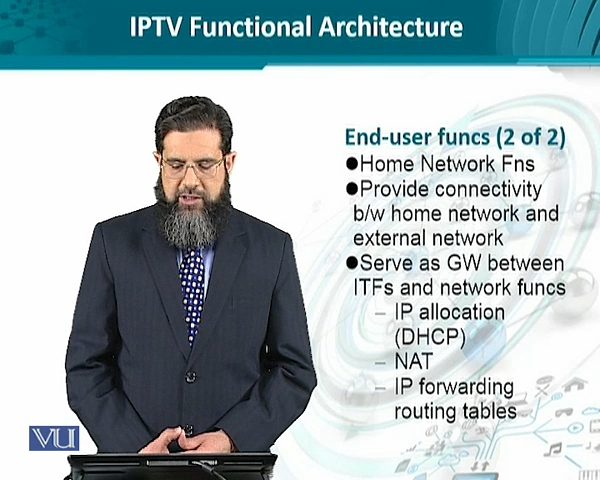 IPTV Functional Architecture
End-user funcs (2 of 2)
●Home Network Fns
●Provide connectivity
b/w home network and
external network
●Serve as GW between
ITFs and network funcs
– IP allocation
(DHCP)
– NAT
– IP forwarding
routing tables
VU